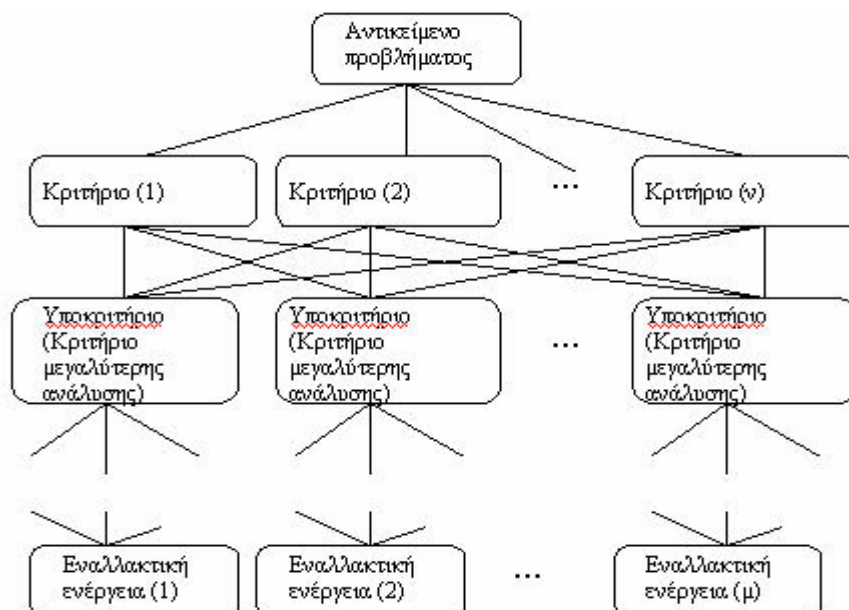 Αντικείμενο
προβλήματος
Κριτήριο (1)
Κριτήριο (2)
...
Κριτήριο (ν)
Υποκριτήριο
(Κριτήριο
μεγαλύτερης
ανάλυσης)
Υποκριτήριο
(Κριτήριο
μεγαλύτερης
ανάλυσης)
...
Υποκριτήριο
(Κριτήριο
μεγαλύτερης
ανάλυσης)
Εναλλακτική
ενέργεια (1)
Εναλλακτική
ενέργεια (2)
...
Εναλλακτική
ενέργεια (μ)